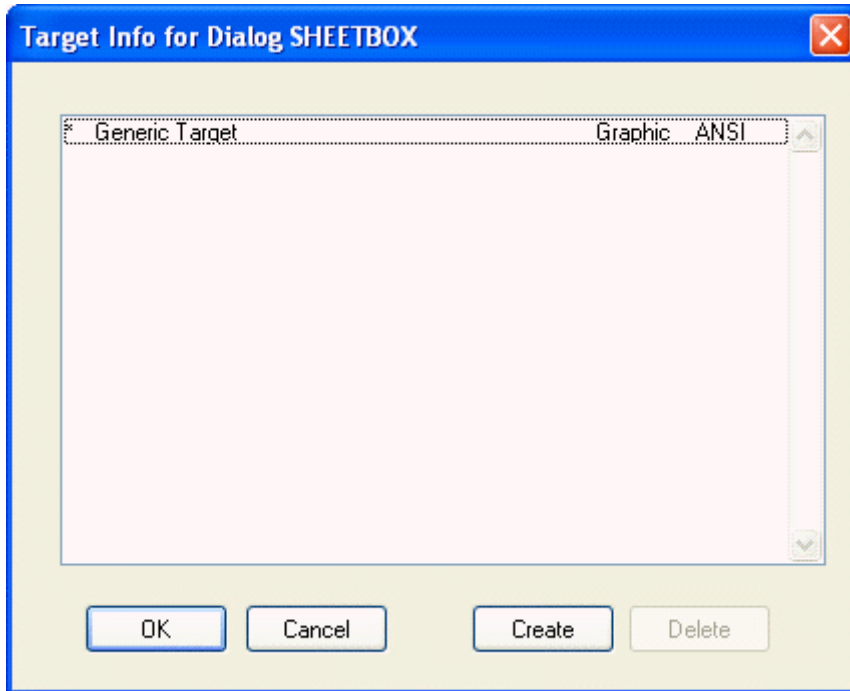 Target Info for Dialog SHEETBOX
* Generic Target Graphic ANSI
OK Cancel Create Delete